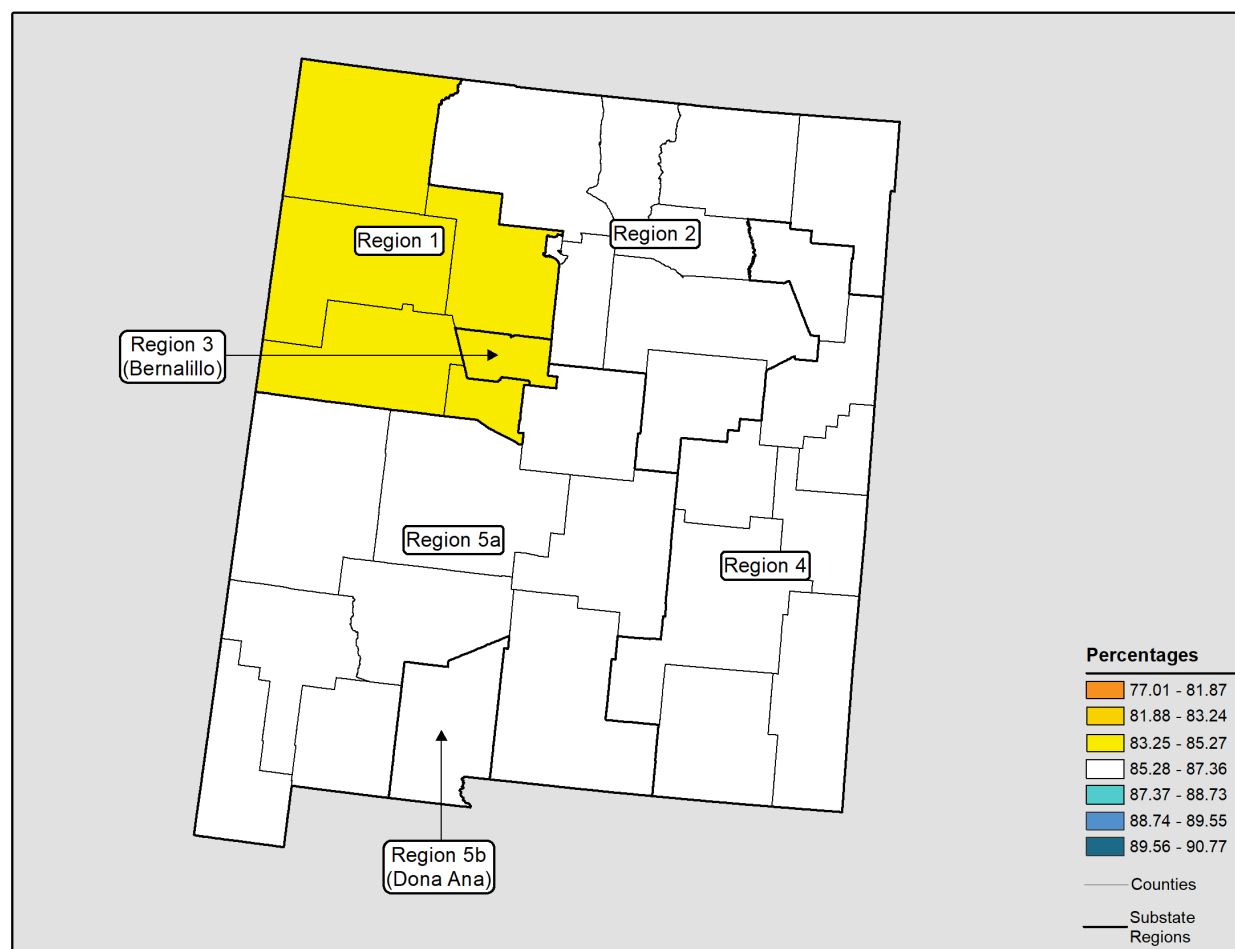 Region 1
Region 2
Region 3
(Bernalillo)
Region 5a
Region 4
Region 5b
(Dona Ana)
Percentages
77.01 - 81.87
81.88 - 83.24
83.25 - 85.27
85.28 - 87.36
87.37 - 88.73
88.74 - 89.55
89.56 - 90.77
Counties
Substate
Regions